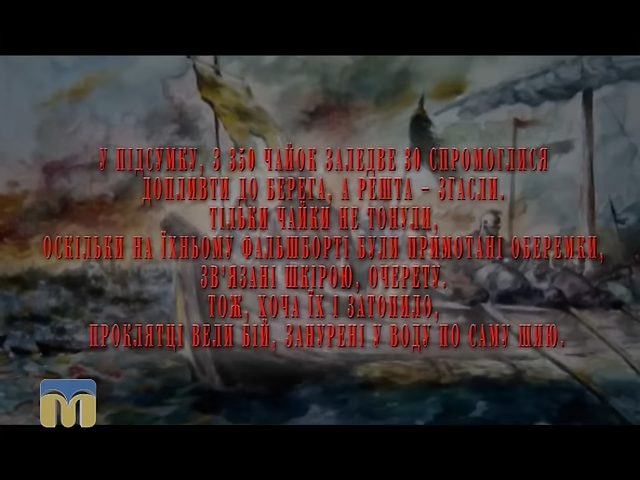 У ПІДСУМКУ, З 350 ЧАЙОК ЗАЛЕДВЕ 30 СПРОМОГЛИСЯ
ДОПЛИВТИ ДО БЕРЕГА, А РЕШТА – ЗГАСЛИ.
ТІЛЬКИ ЧАЙКИ НЕ ТОНУЛИ,
ОСКІЛЬКИ НА ЇХНЬОМУ ФАЛЬШБОРТІ БУЛИ ПРИМОТАНІ ОБЕРЕМКИ,
ЗВ'ЯЗАНІ ШКІРОЮ, ОЧЕРЕТУ.
ТОЖ, ХОЧА ЇХ І ЗАТОПИЛО,
ПРОКЛЯТЦІ ВЕЛИ БІЙ, ЗАНУРЕНІ У ВОДУ ПО САМУ ШИЮ.
М